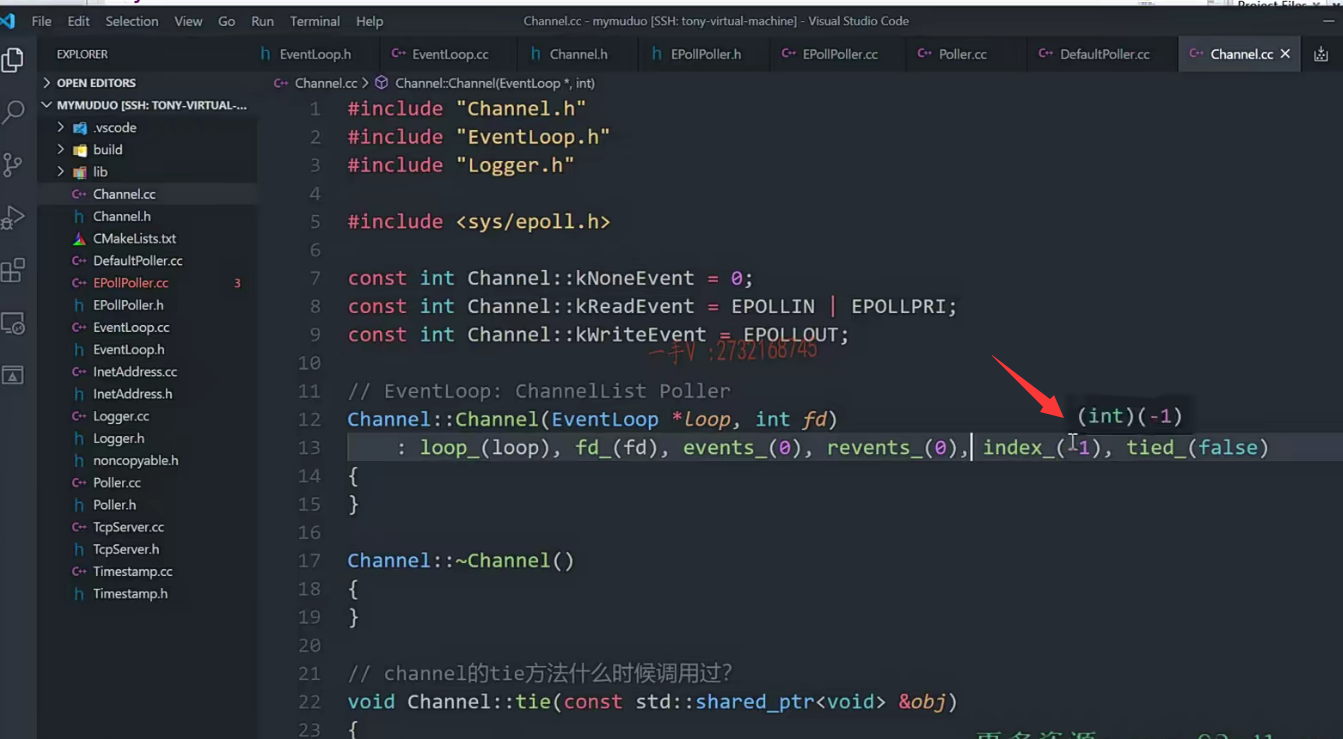 Project Files
File Edit Selection View Go Run Terminal Help
Channel.cc - mymuduo [SSH: tony-virtual-machine] - Visual Studio Code
EXPLORER
EventLoop.h EventLoop.cc Channel.h EPollPoller.h EPollPoller.cc Poller.cc DefaultPoller.cc Channel.cc
OPEN EDITORS
MYMUDUO [SSH: TONY-VIRTUAL-...
.vscode
build
lib
Channel.cc
Channel.h
CMakeLists.txt
DefaultPoller.cc
EPollPoller.cc 3
EPollPoller.h
EventLoop.cc
EventLoop.h
InetAddress.cc
InetAddress.h
Logger.cc
Logger.h
noncopyable.h
Poller.cc
Poller.h
TcpServer.cc
TcpServer.h
Timestamp.cc
Timestamp.h
Channel.cc > Channel::Channel(EventLoop *, int)
1 #include "Channel.h"
2 #include "EventLoop.h"
3 #include "Logger.h"
4
5 #include <sys/epoll.h>
6
7 const int Channel::kNoneEvent = 0;
8 const int Channel::kReadEvent = EPOLLIN | EPOLLPRI;
9 const int Channel::kWriteEvent = EPOLLOUT;
一手V :2732168745
10
11 // EventLoop: ChannelList Poller
12 Channel::Channel(EventLoop *loop, int fd)
(int)(-1)
13 : loop_(loop), fd_(fd), events_(0), revents_(0), index_(-1), tied_(false)
14 {
15 }
16
17 Channel::~Channel()
18 {
19 }
20
21 // channel的tie方法什么时候调用过?
22 void Channel::tie(const std::shared_ptr<void> &obj)
23 {